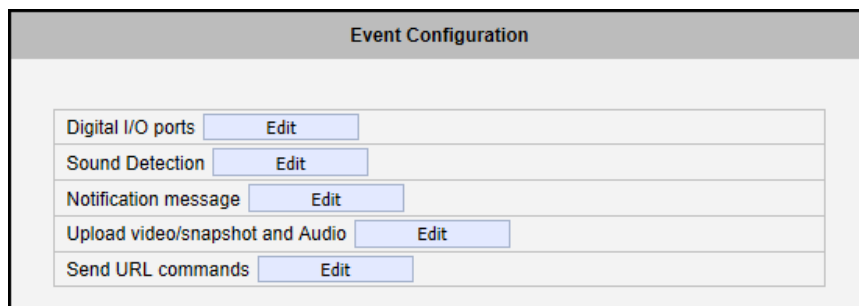 Event Configuration
Digital I/O ports Edit
Sound Detection Edit
Notification message Edit
Upload video/snapshot and Audio Edit
Send URL commands Edit